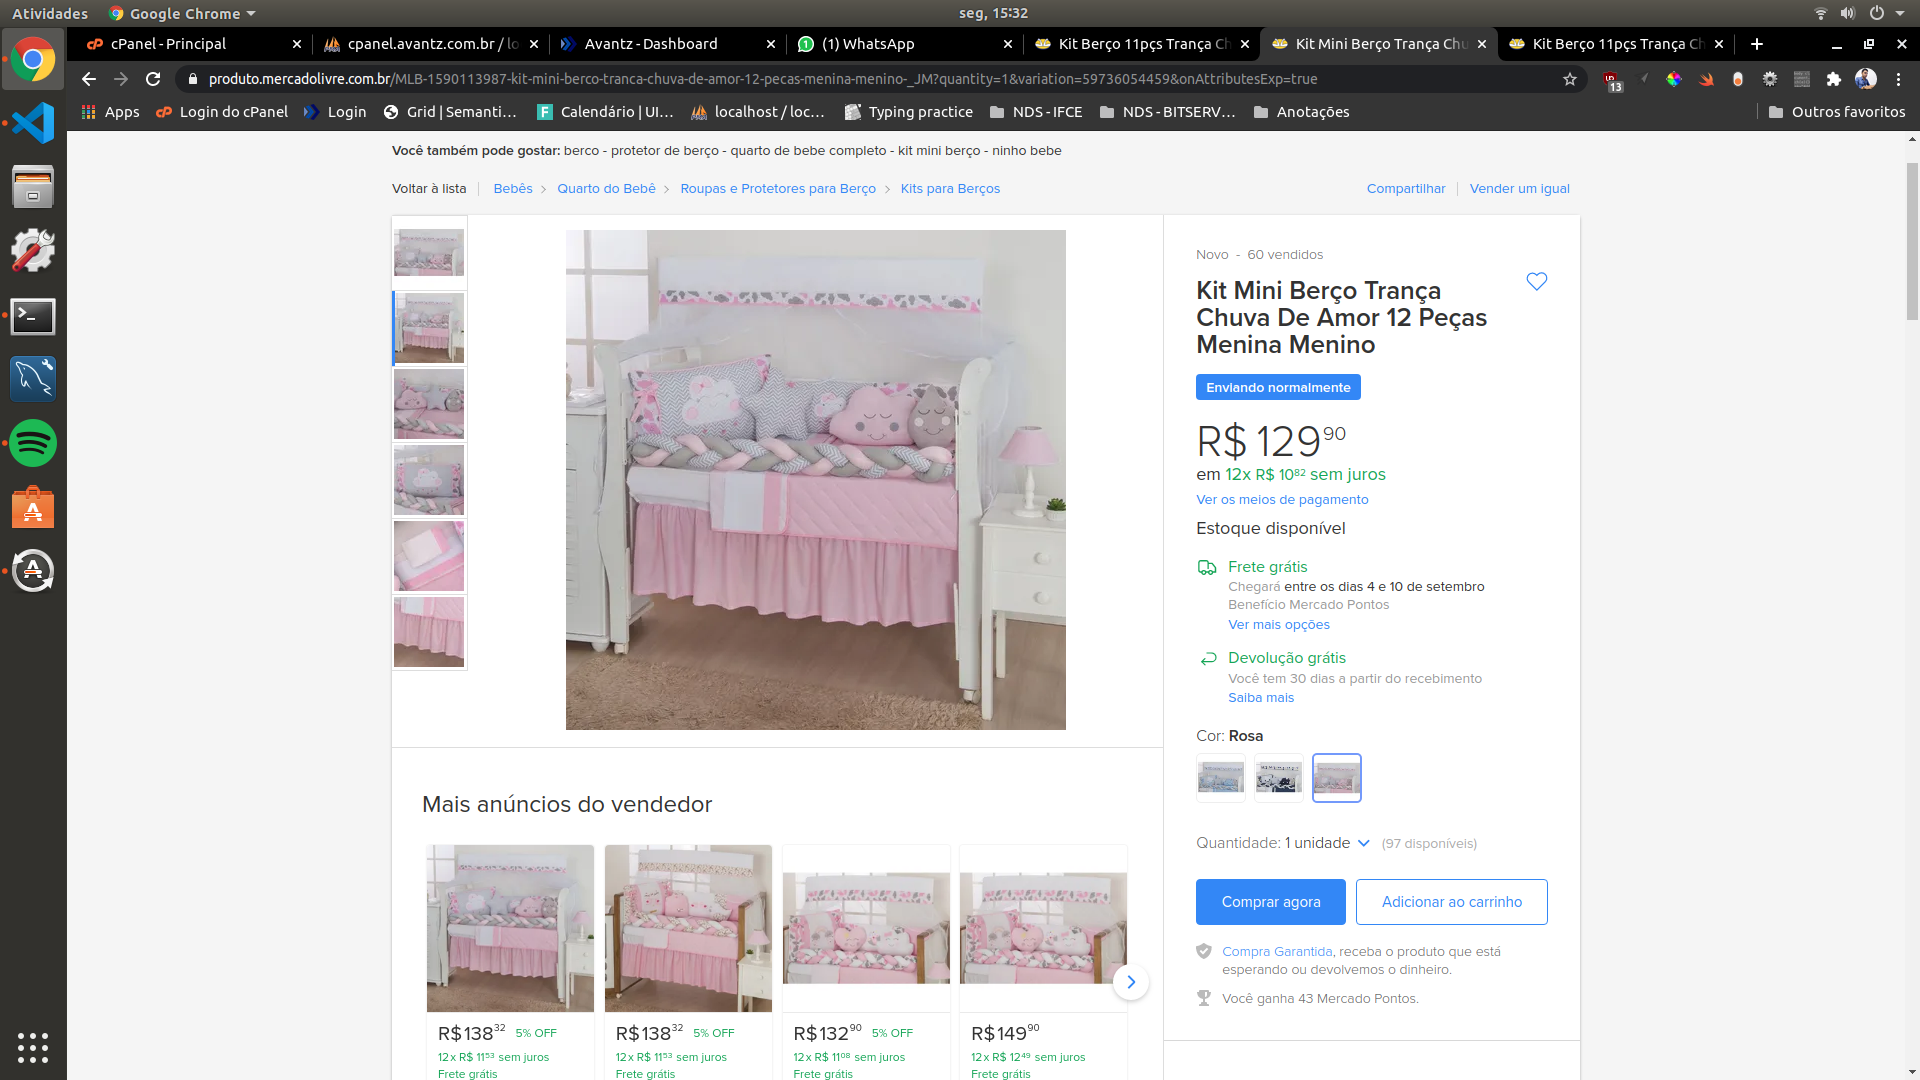 Atividades
Google Chrome
seg, 15:32
cPanel - Principal
cpanel.avantz.com.br / lo
Avantz - Dashboard
(1) WhatsApp
Kit Berço 11pçs Trança Ch
Kit Mini Berço Trança Chu
Kit Berço 11pçs Trança Ch
produto.mercadolivre.com.br/MLB-1590113987-kit-mini-berco-tranca-chuva-de-amor-12-pecas-menina-menino-_JM?quantity=1&variation=59736054459&onAttributesExp=true
13
Apps
Login do cPanel
Login
Grid | Semanti...
Calendário | UI...
localhost / loc...
Typing practice
NDS - IFCE
NDS - BITSERV...
Anotações
Outros favoritos
Você também pode gostar: berco - protetor de berço - quarto de bebe completo - kit mini berço - ninho bebe
Voltar à lista
Bebês
Quarto do Bebê
Roupas e Protetores para Berço
Kits para Berços
Compartilhar
Vender um igual
Novo - 60 vendidos
Kit Mini Berço Trança
Chuva De Amor 12 Peças
Menina Menino
Enviando normalmente
R$ 129 90
em 12x R$ 10 82 sem juros
Ver os meios de pagamento
Estoque disponível
Frete grátis
Chegará entre os dias 4 e 10 de setembro
Benefício Mercado Pontos
Ver mais opções
Devolução grátis
Você tem 30 dias a partir do recebimento
Saiba mais
Cor: Rosa
Quantidade: 1 unidade (97 disponíveis)
Comprar agora
Adicionar ao carrinho
Compra Garantida, receba o produto que está
esperando ou devolvemos o dinheiro.
Você ganha 43 Mercado Pontos.
Mais anúncios do vendedor
R$ 138 32 5% OFF
12x R$ 11 53 sem juros
Frete grátis
R$ 138 32 5% OFF
12x R$ 11 53 sem juros
Frete grátis
R$ 132 90 5% OFF
12x R$ 11 08 sem juros
Frete grátis
R$ 149 90
12x R$ 12 49 sem juros
Frete grátis